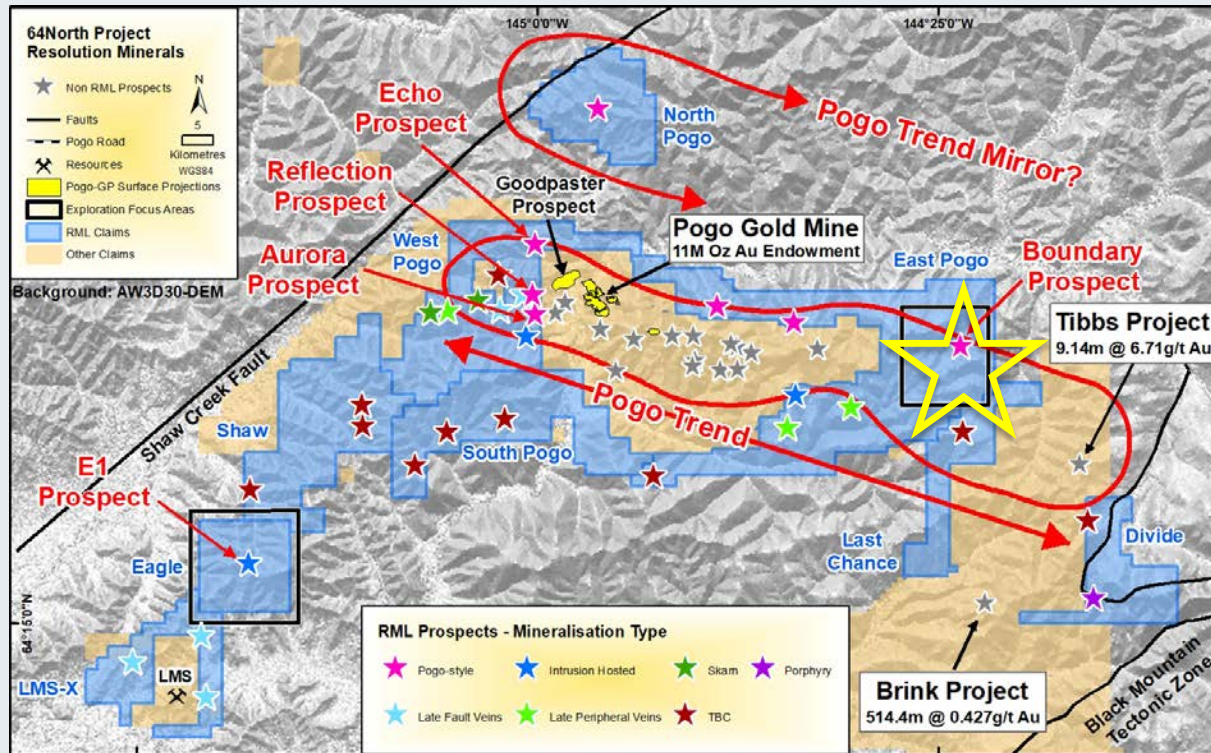 64North Project
Resolution Minerals
Non RML Prospects
Faults
Pogo Road
Resources
Pogo-GP Surface Projections
Exploration Focus Areas
RML Claims
Other Claims
N
5
Kilometres
WGS84
Background: AW3D30-DEM
145°0'0"W
144°25'0"W
64°15'0"N
Echo
Prospect
Reflection
Prospect
Aurora
Prospect
Goodpaster
Prospect
North
Pogo
Pogo Trend Mirror?
West
Pogo
Pogo Gold Mine
11M Oz Au Endowment
East Pogo
Boundary
Prospect
Tibbs Project
9.14m @ 6.71g/t Au
Shaw Creek Fault
Shaw
South Pogo
Pogo Trend
E1
Prospect
Eagle
Last
Chance
Divide
LMS-X
LMS
Brink Project
514.4m @ 0.427g/t Au
Black Mountain
Tectonic Zone
RML Prospects - Mineralisation Type
Pogo-style
Intrusion Hosted
Skarn
Porphyry
Late Fault Veins
Late Peripheral Veins
TBC